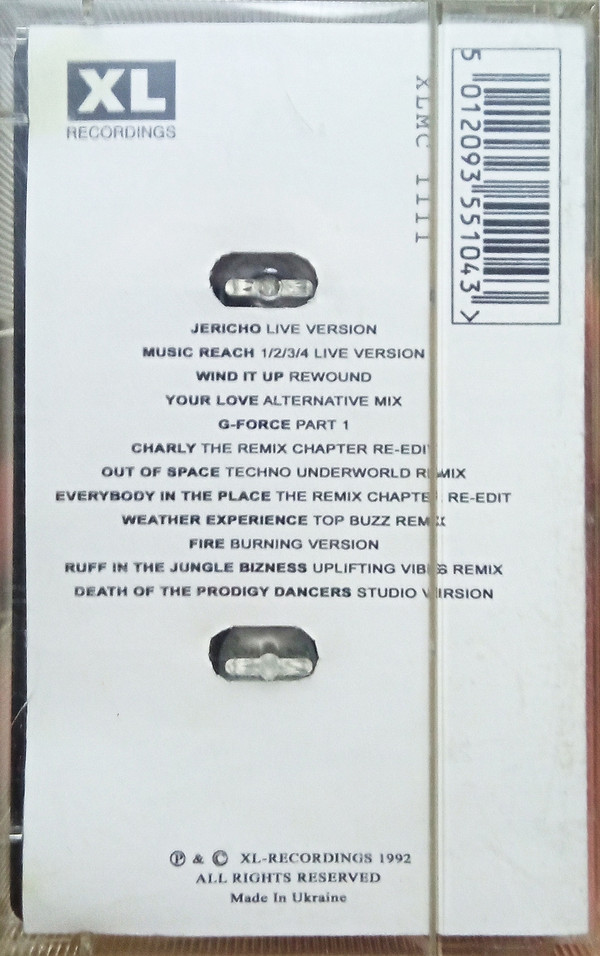 XL
RECORDINGS
XLMC 1111
5 012093 551043 >
JERICHO LIVE VERSION
MUSIC REACH 1/2/3/4 LIVE VERSION
WIND IT UP REWOUND
YOUR LOVE ALTERNATIVE MIX
G-FORCE PART 1
CHARLY THE REMIX CHAPTER RE-EDIT
OUT OF SPACE TECHNO UNDERWORLD REMIX
EVERYBODY IN THE PLACE THE REMIX CHAPTER RE-EDIT
WEATHER EXPERIENCE TOP BUZZ REMIX
FIRE BURNING VERSION
RUFF IN THE JUNGLE BIZNESS UPLIFTING VIBES REMIX
DEATH OF THE PRODIGY DANCERS STUDIO VERSION
℗ & © XL-RECORDINGS 1992
ALL RIGHTS RESERVED
Made In Ukraine